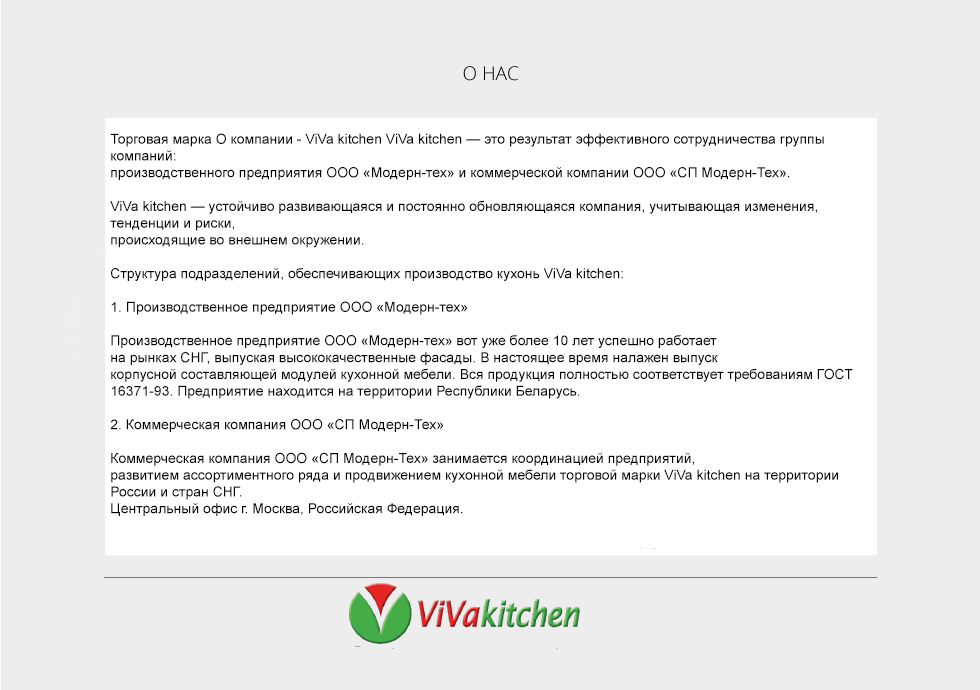 О НАС
Торговая марка О компании - ViVa kitchen ViVa kitchen — это результат эффективного сотрудничества группы
компаний:
производственного предприятия ООО «Модерн-тех» и коммерческой компании ООО «СП Модерн-Тех».
ViVa kitchen — устойчиво развивающаяся и постоянно обновляющаяся компания, учитывающая изменения,
тенденции и риски,
происходящие во внешнем окружении.
Структура подразделений, обеспечивающих производство кухонь ViVa kitchen:
1. Производственное предприятие ООО «Модерн-тех»
Производственное предприятие ООО «Модерн-тех» вот уже более 10 лет успешно работает
на рынках СНГ, выпуская высококачественные фасады. В настоящее время налажен выпуск
корпусной составляющей модулей кухонной мебели. Вся продукция полностью соответствует требованиям ГОСТ
16371-93. Предприятие находится на территории Республики Беларусь.
2. Коммерческая компания ООО «СП Модерн-Тех»
Коммерческая компания ООО «СП Модерн-Тех» занимается координацией предприятий,
развитием ассортиментного ряда и продвижением кухонной мебели торговой марки ViVa kitchen на территории
России и стран СНГ.
Центральный офис г. Москва, Российская Федерация.
ViVakitchen